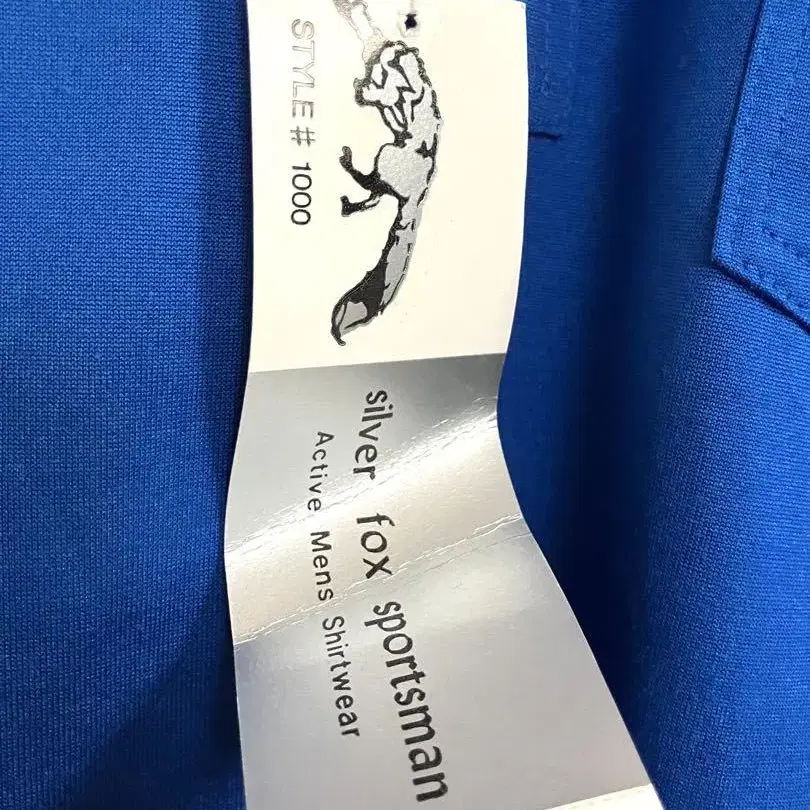 STYLE# 1000
silver fox sportsman
Active Mens Shirtwear